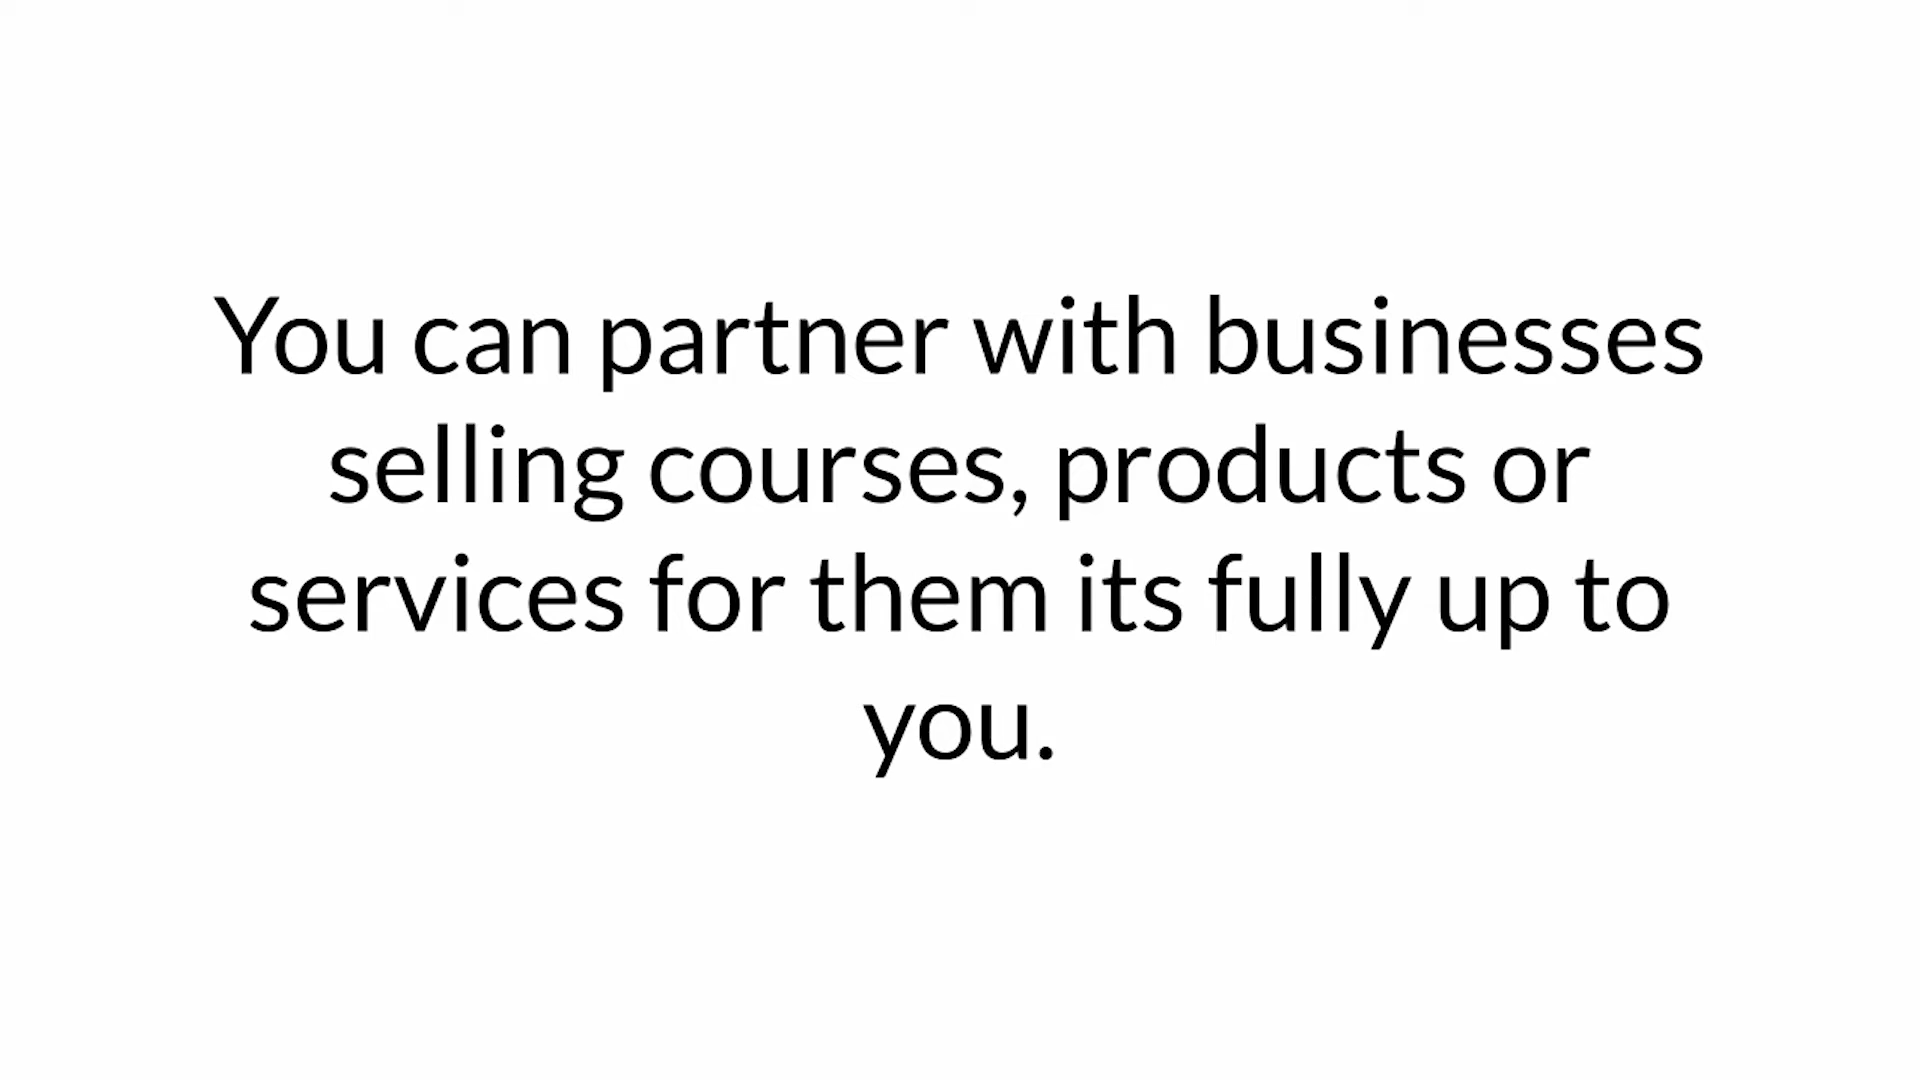 You can partner with businesses
selling courses, products or
services for them its fully up to
you.